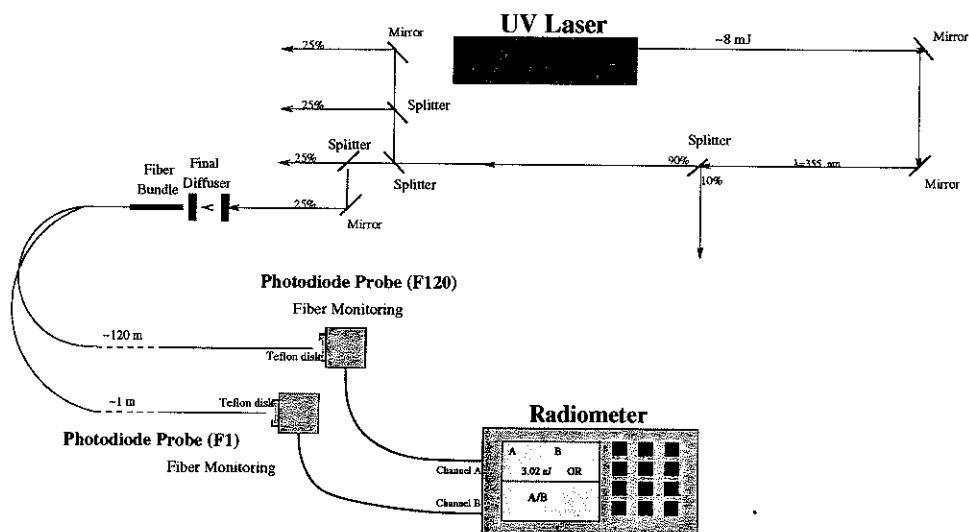 UV Laser
Mirror
~8 mJ
Mirror
25%
25%
Splitter
Splitter
Splitter
25%
90%
λ=355 nm
10%
Splitter
Mirror
Fiber
Bundle
Final
Diffuser
25%
Mirror
Photodiode Probe (F120)
Fiber Monitoring
~120 m
Teflon disk
~1 m
Teflon disk
Photodiode Probe (F1)
Fiber Monitoring
Radiometer
A B
3.02 nJ OR
A/B
Channel A
Channel B